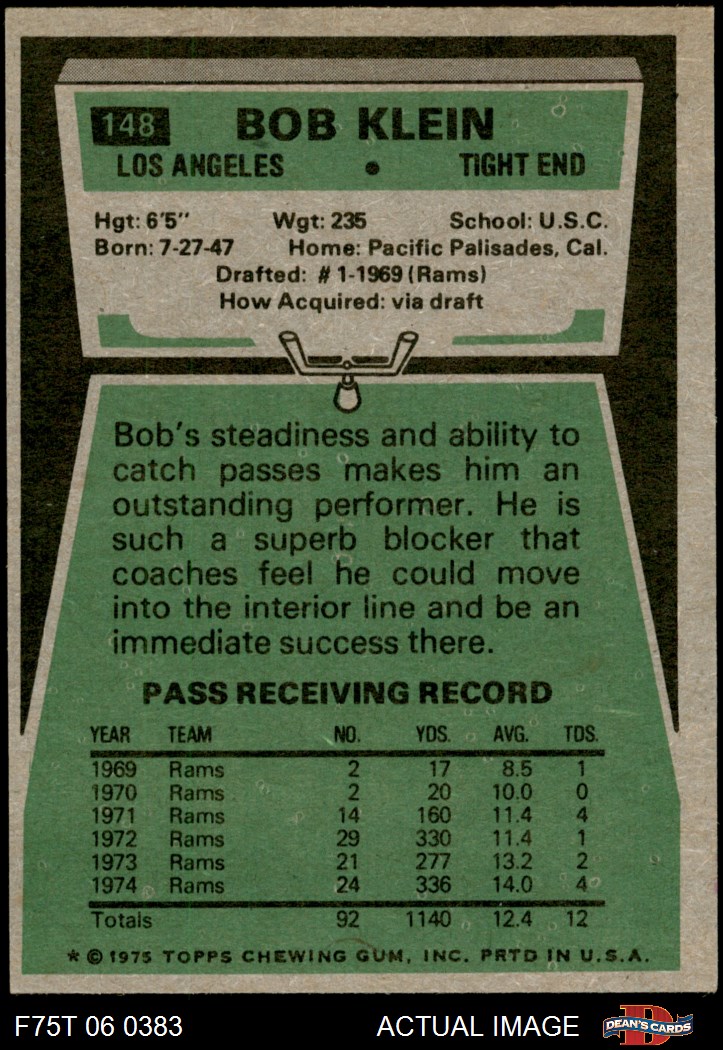 148 BOB KLEIN
LOS ANGELES • TIGHT END
Hgt: 6'5" Wgt: 235 School: U.S.C.
Born: 7-27-47 Home: Pacific Palisades, Cal.
Drafted: #1-1969 (Rams)
How Acquired: via draft
Bob's steadiness and ability to
catch passes makes him an
outstanding performer. He is
such a superb blocker that
coaches feel he could move
into the interior line and be an
immediate success there.
PASS RECEIVING RECORD
YEAR TEAM NO. YDS. AVG. TDS.
1969 Rams 2 17 8.5 1
1970 Rams 2 20 10.0 0
1971 Rams 14 160 11.4 4
1972 Rams 29 330 11.4 1
1973 Rams 21 277 13.2 2
1974 Rams 24 336 14.0 4
Totals 92 1140 12.4 12
* © 1975 TOPPS CHEWING GUM, INC. PRTD IN U.S.A.
F75T 06 0383 ACTUAL IMAGE D DEAN'S CARDS